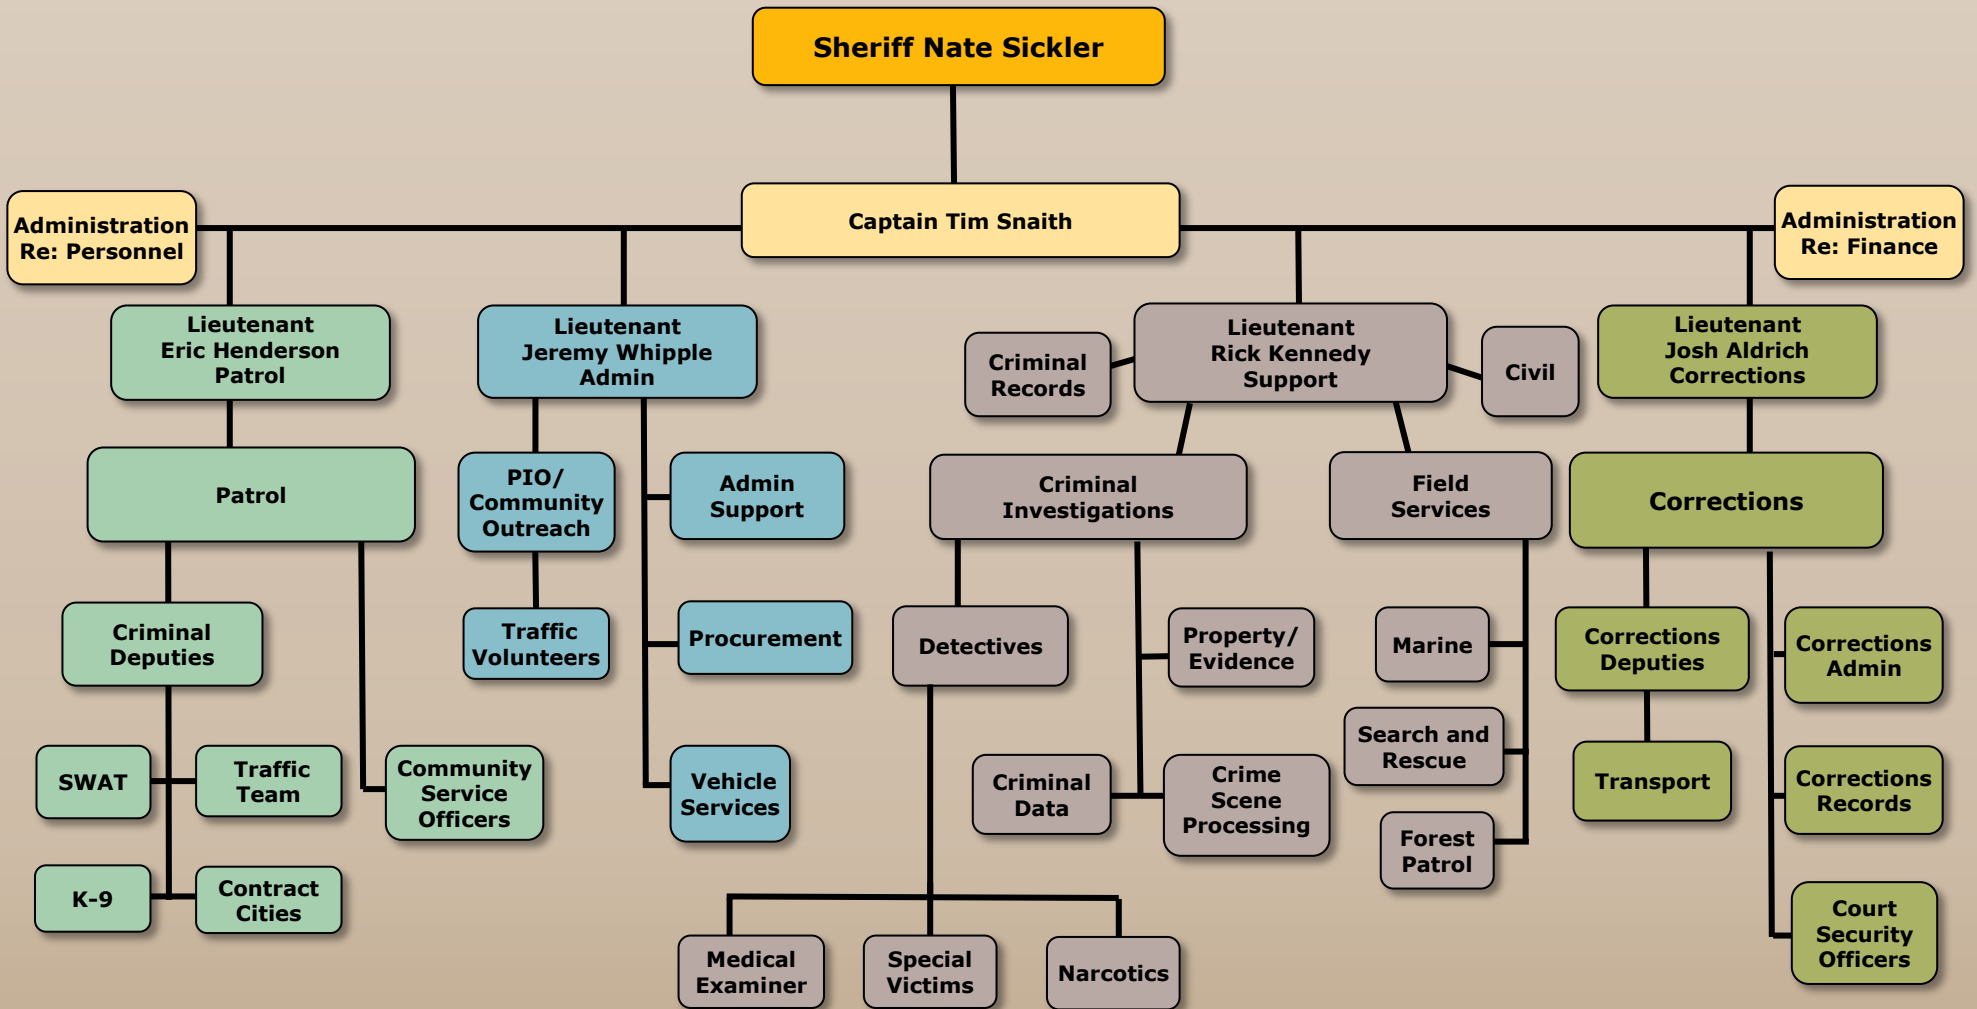 Sheriff Nate Sickler
Administration
Re: Personnel
Captain Tim Snaith
Administration
Re: Finance
Lieutenant
Eric Henderson
Patrol
Lieutenant
Jeremy Whipple
Admin
Criminal
Records
Lieutenant
Rick Kennedy
Support
Civil
Lieutenant
Josh Aldrich
Corrections
Patrol
PIO/
Community
Outreach
Admin
Support
Criminal
Investigations
Field
Services
Corrections
Criminal
Deputies
Traffic
Volunteers
Procurement
Detectives
Property/
Evidence
Marine
Corrections
Deputies
Corrections
Admin
SWAT
Traffic
Team
Community
Service
Officers
Vehicle
Services
Criminal
Data
Crime
Scene
Processing
Search and
Rescue
Transport
Corrections
Records
Forest
Patrol
K-9
Contract
Cities
Court
Security
Officers
Medical
Examiner
Special
Victims
Narcotics